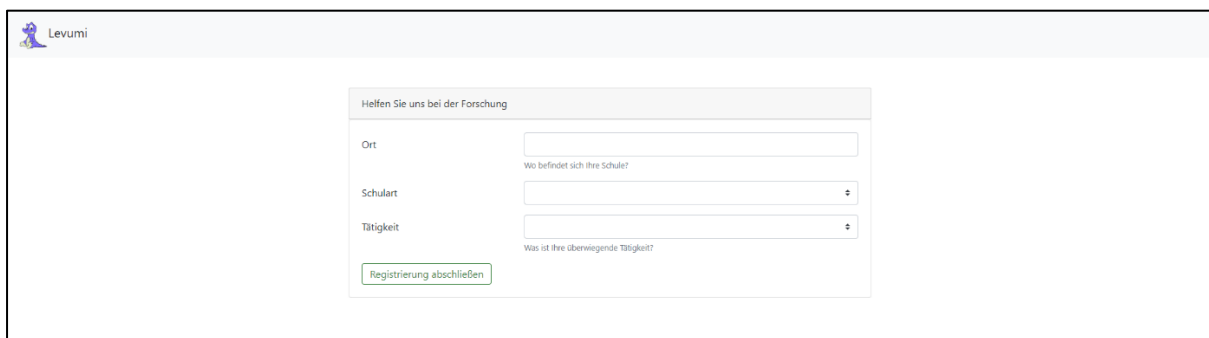 Levumi
Helfen Sie uns bei der Forschung
Ort
Wo befindet sich Ihre Schule?
Schulart
Tätigkeit
Was ist Ihre überwiegende Tätigkeit?
Registrierung abschließen